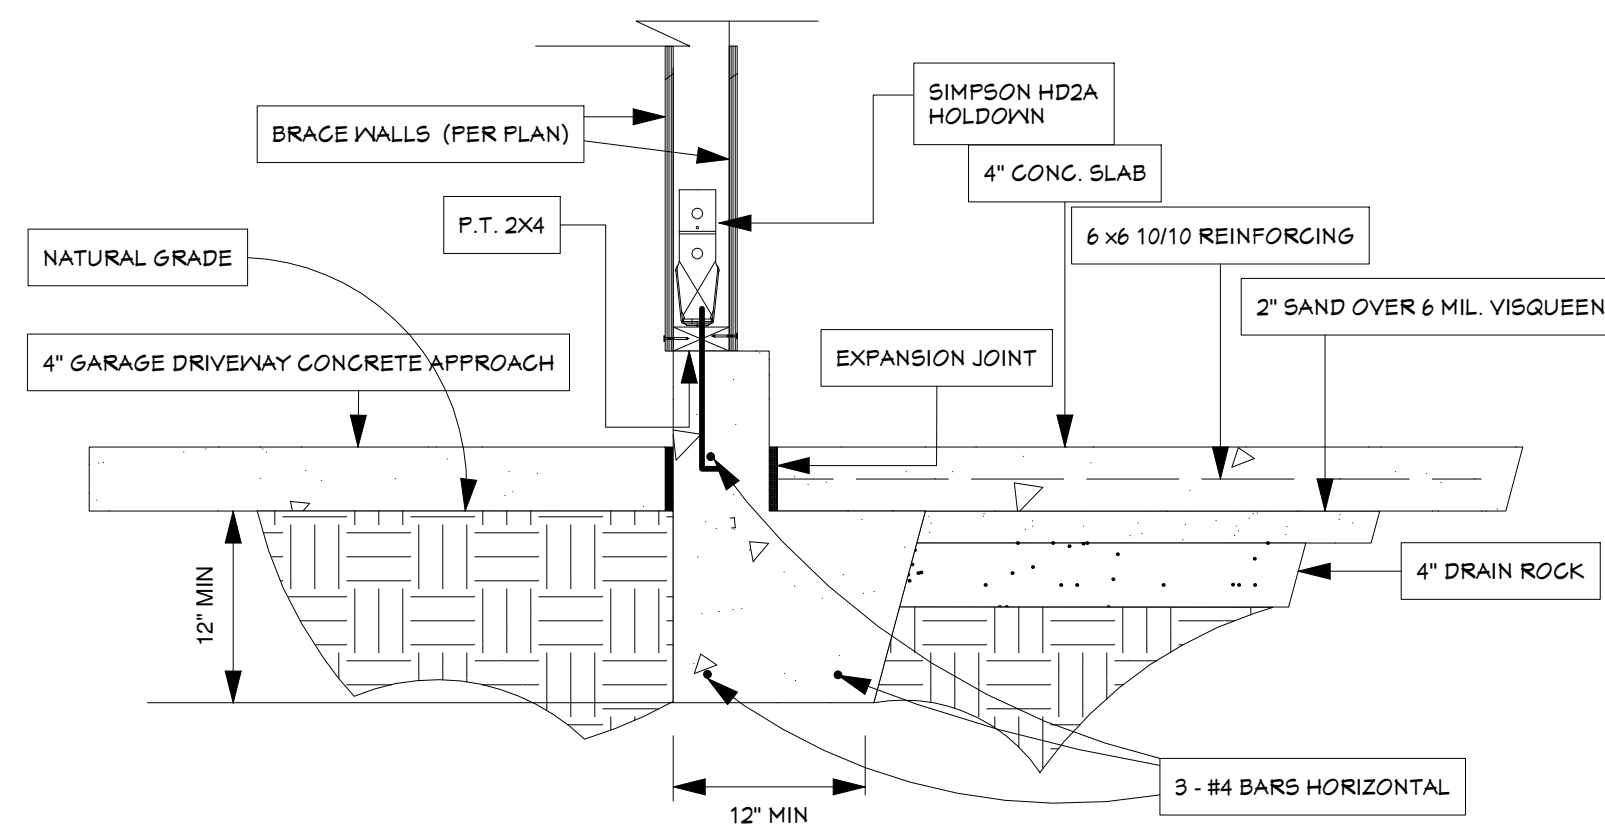 SIMPSON HD2A
HOLDOWN
BRACE WALLS (PER PLAN)
4" CONC. SLAB
P.T. 2X4
6 x6 10/10 REINFORCING
NATURAL GRADE
2" SAND OVER 6 MIL. VISQUEEN
4" GARAGE DRIVEWAY CONCRETE APPROACH
EXPANSION JOINT
4" DRAIN ROCK
12" MIN
3 - #4 BARS HORIZONTAL
12" MIN